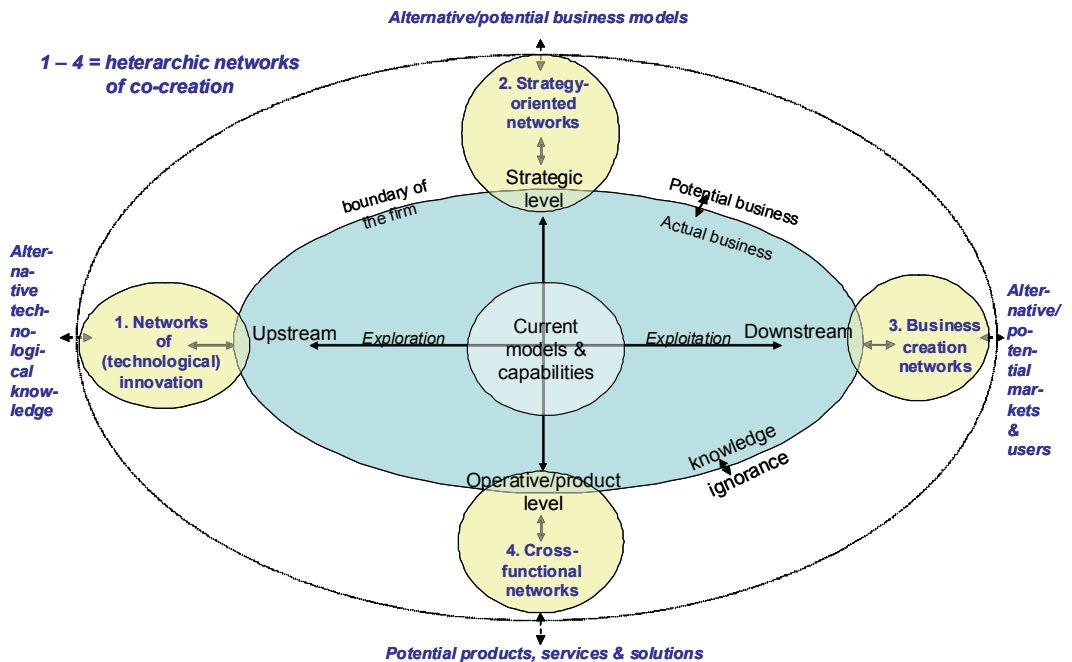 Alternative/potential business models
1 – 4 = heterarchic networks
of co-creation
2. Strategy-
oriented
networks
Strategic
level
boundary of
the firm
Potential business
Actual business
Alter-
na-
tive
tech-
no-
logi-
cal
know-
ledge
1. Networks
of
(technological)
innovation
Upstream
Exploration
Current
models &
capabilities
Exploitation
Downstream
3. Business
creation
networks
Alter-
native/
po-
tential
mar-
kets
&
users
knowledge
ignorance
Operative/product
level
4. Cross-
functional
networks
Potential products, services & solutions